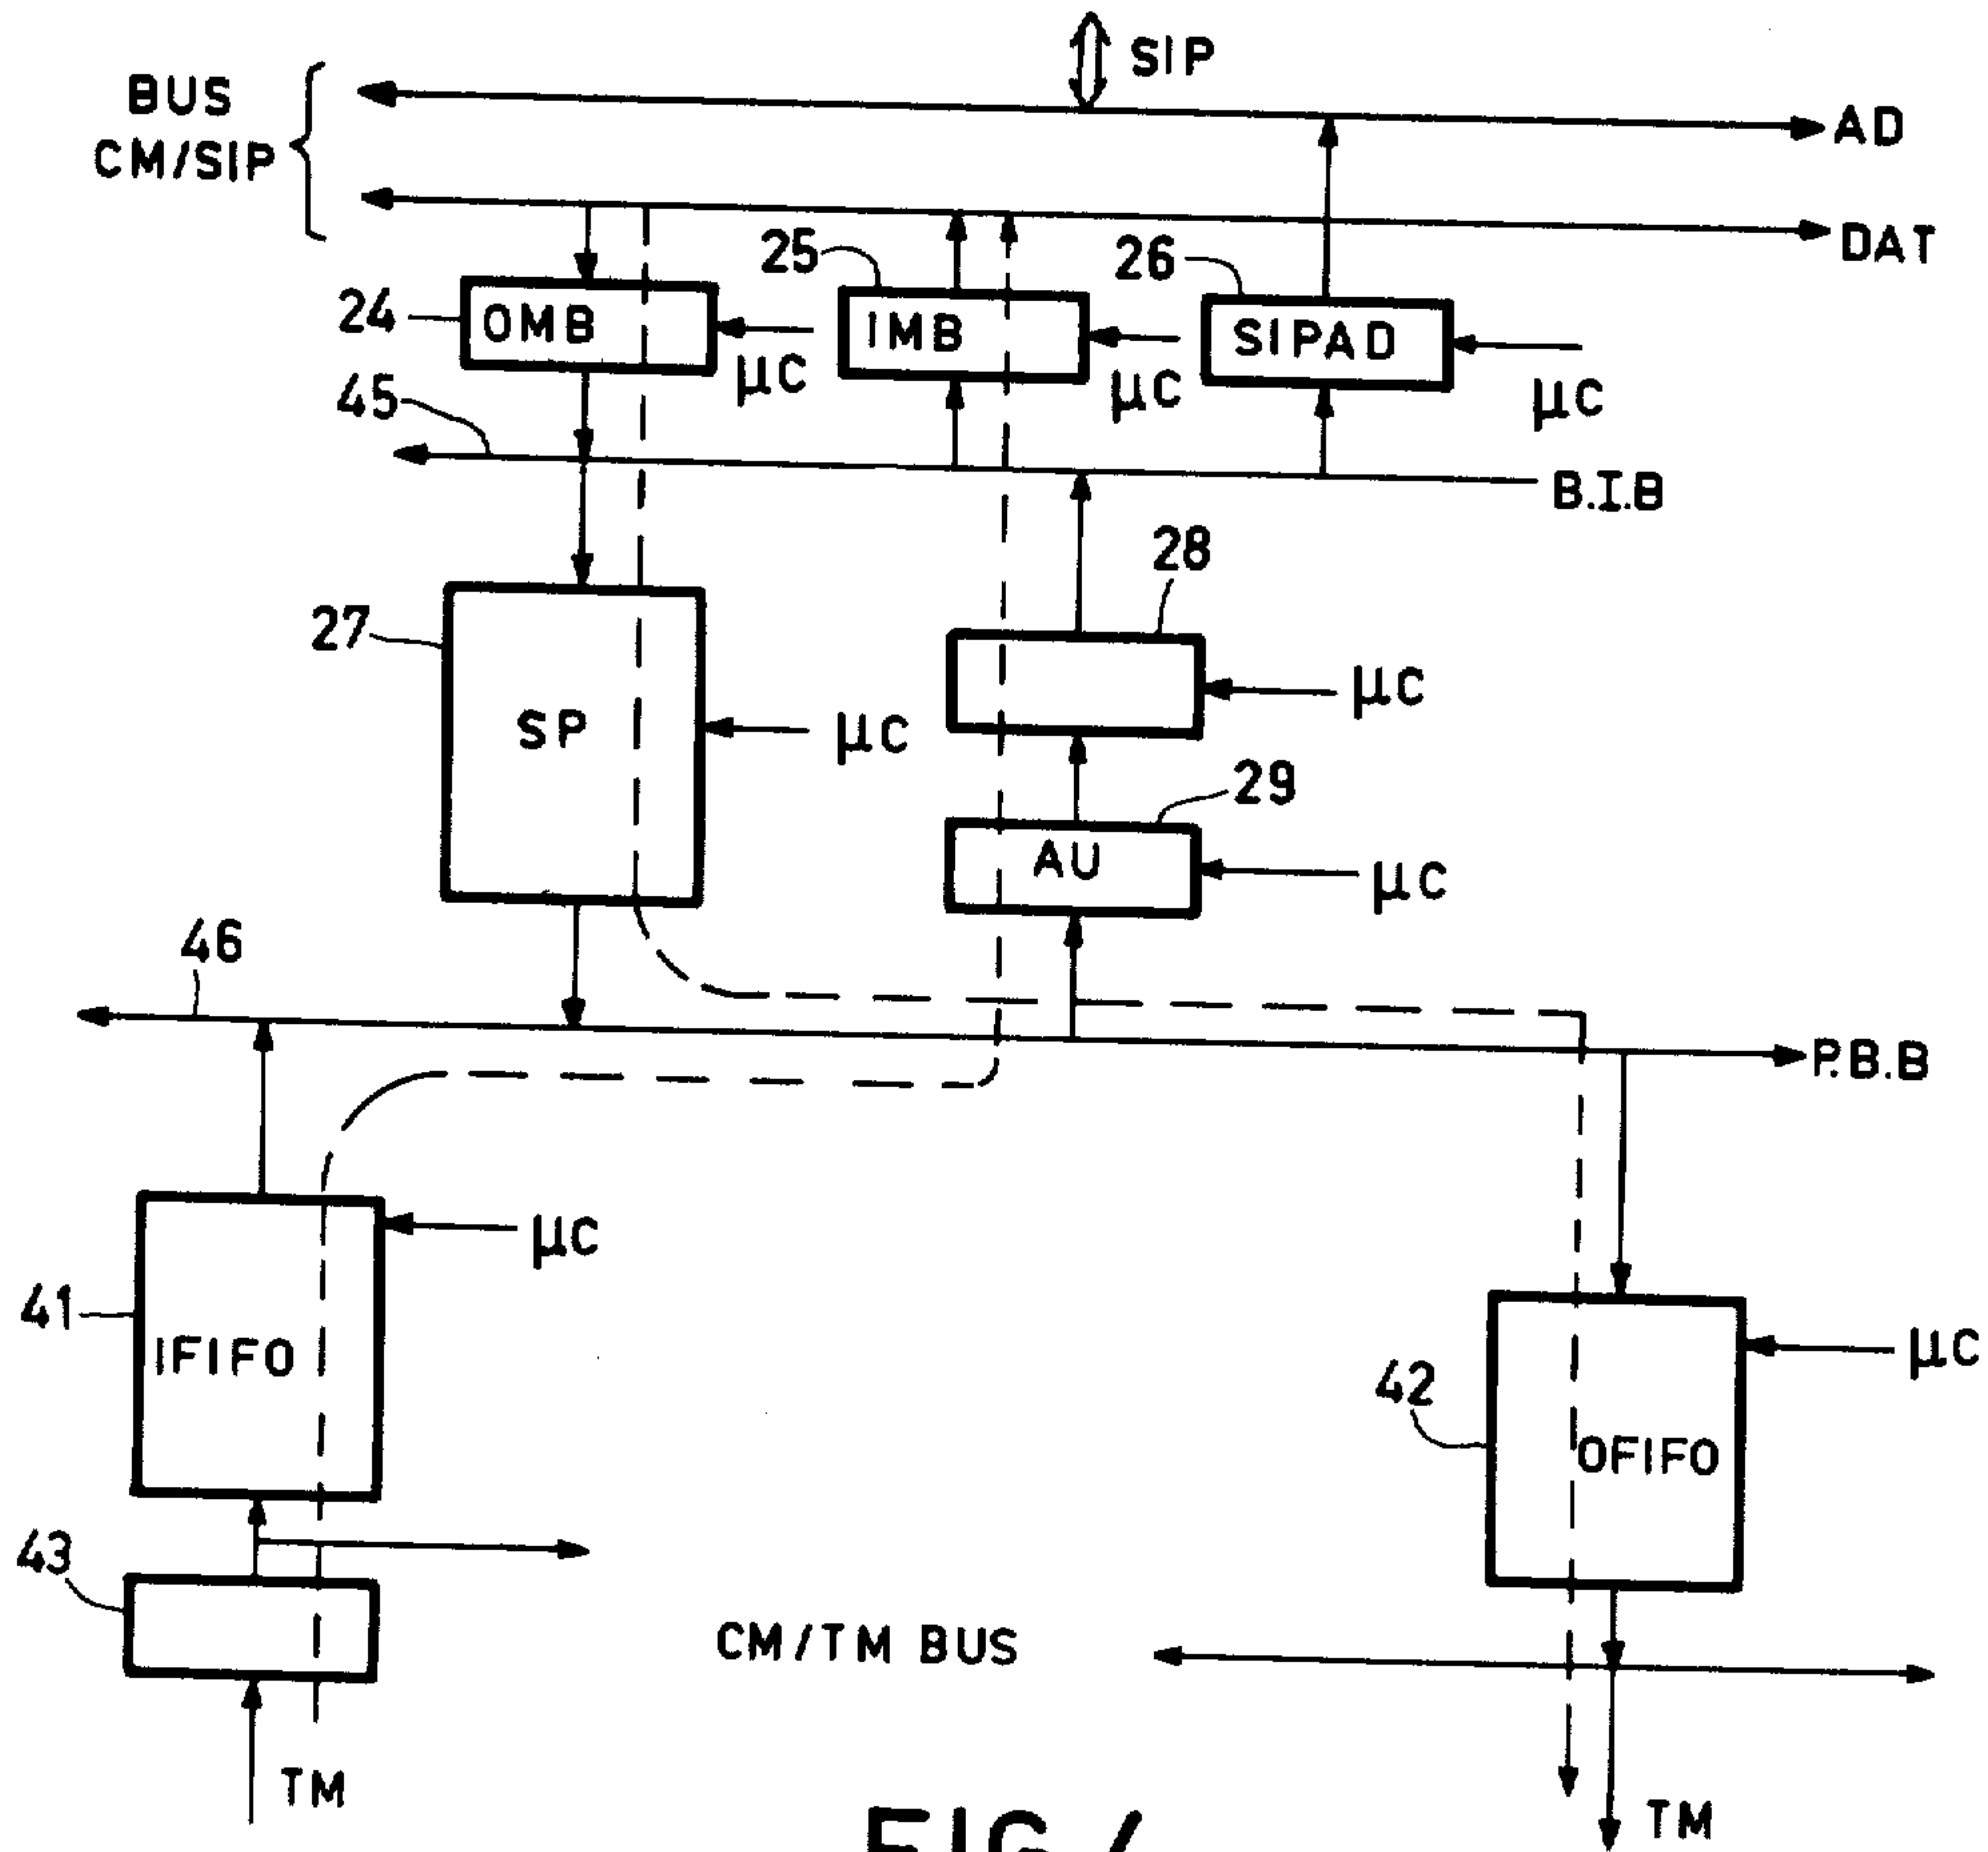 SIP
BUS
CM/SIP
AD
DAT
25
26
24
OMB
IMB
SIPAD
μC
μC
μC
45
B.I.B
28
27
SP
μC
μC
29
AU
μC
46
P.B.B
μC
41
IFIFO
42
OFIFO
μC
43
CM/TM BUS
TM
TM